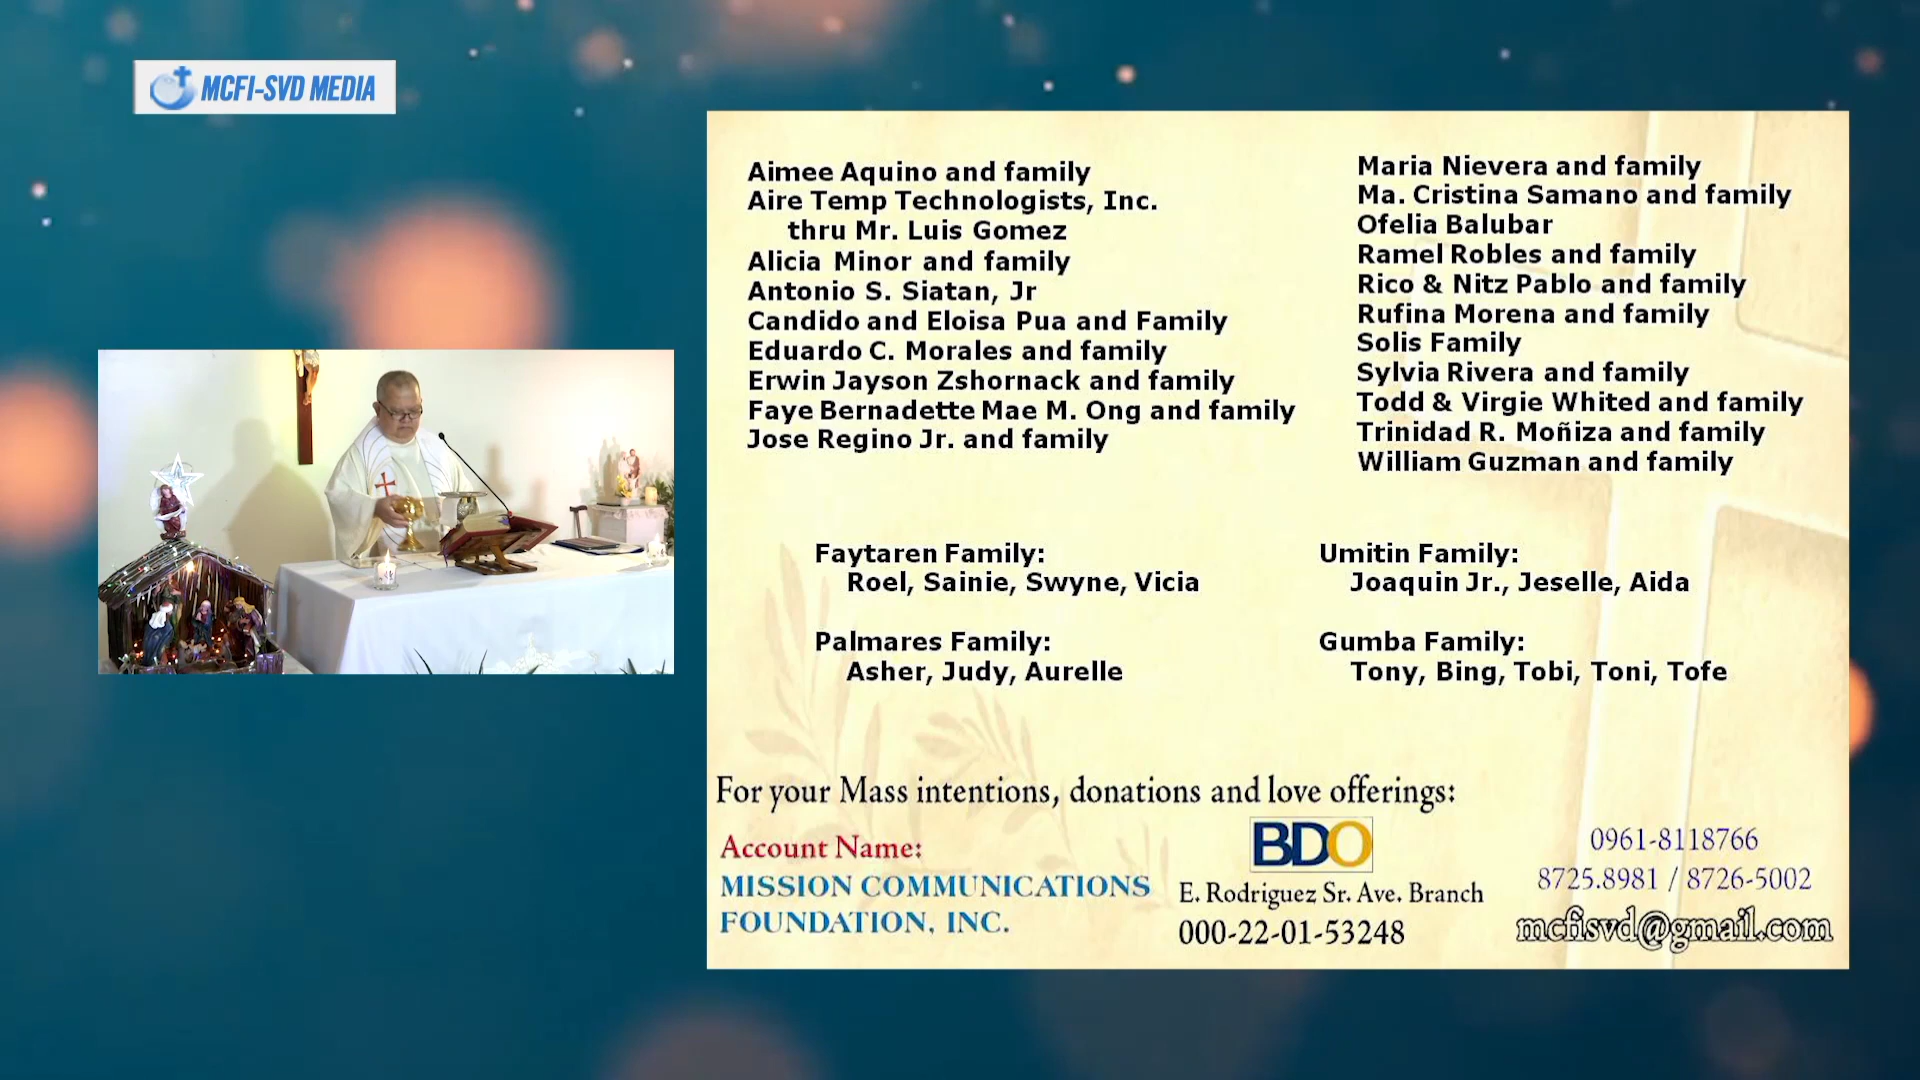 MCFI-SVD MEDIA
Aimee Aquino and family
Aire Temp Technologists, Inc.
thru Mr. Luis Gomez
Alicia Minor and family
Antonio S. Siatan, Jr
Candido and Eloisa Pua and Family
Eduardo C. Morales and family
Erwin Jayson Zshornack and family
Faye Bernadette Mae M. Ong and family
Jose Regino Jr. and family
Maria Nievera and family
Ma. Cristina Samano and family
Ofelia Balubar
Ramel Robles and family
Rico & Nitz Pablo and family
Rufina Morena and family
Solis Family
Sylvia Rivera and family
Todd & Virgie Whited and family
Trinidad R. Moñiza and family
William Guzman and family
Faytaren Family:
Roel, Sainie, Swyne, Vicia
Umitin Family:
Joaquin Jr., Jeselle, Aida
Palmares Family:
Asher, Judy, Aurelle
Gumba Family:
Tony, Bing, Tobi, Toni, Tofe
For your Mass intentions, donations and love offerings:
Account Name:
MISSION COMMUNICATIONS
FOUNDATION, INC.
BDO
E. Rodriguez Sr. Ave. Branch
000-22-01-53248
0961-8118766
8725.8981 / 8726-5002
mcfisvd@gmail.com